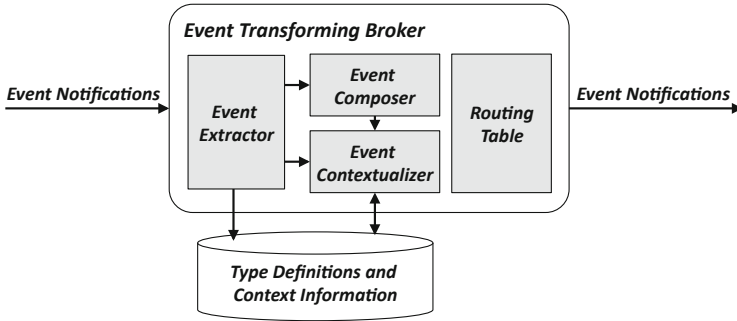 Event Transforming Broker
Event Notifications
Event
Extractor
Event
Composer
Event
Contextualizer
Routing
Table
Event Notifications
Type Definitions and
Context Information